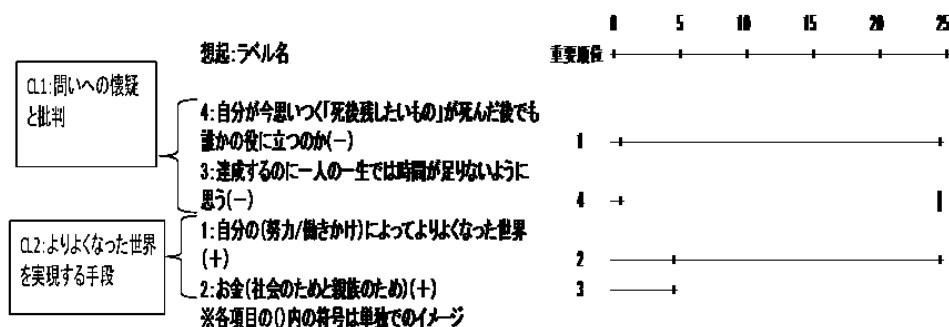 0 5 10 15 20 25
想起:ラベル名 重要順位
CL1:問いへの懐疑
と批判
4:自分が今思いつく「死後残したいもの」が死んだ後でも
誰かの役に立つのか(ー) 1
3:達成するのに一人の一生では時間が足りないように
思う(ー) 4
CL2:よりよくなった世界
を実現する手段
1:自分の(努力/働きかけ)によってよりよくなった世界
(+) 2
2:お金(社会のためと親族のため)(+) 3
※各項目の()内の符号は単独でのイメージ